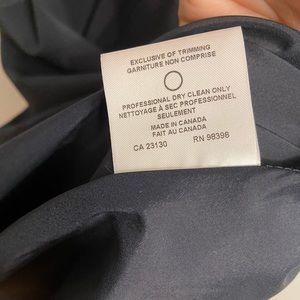 EXCLUSIVE OF TRIMMING
GARNITURE NON COMPRISE
PROFESSIONAL DRY CLEAN ONLY
NETTOYAGE À SEC PROFESSIONNEL
SEULEMENT
MADE IN CANADA
FAIT AU CANADA
CA 23130 RN 98398